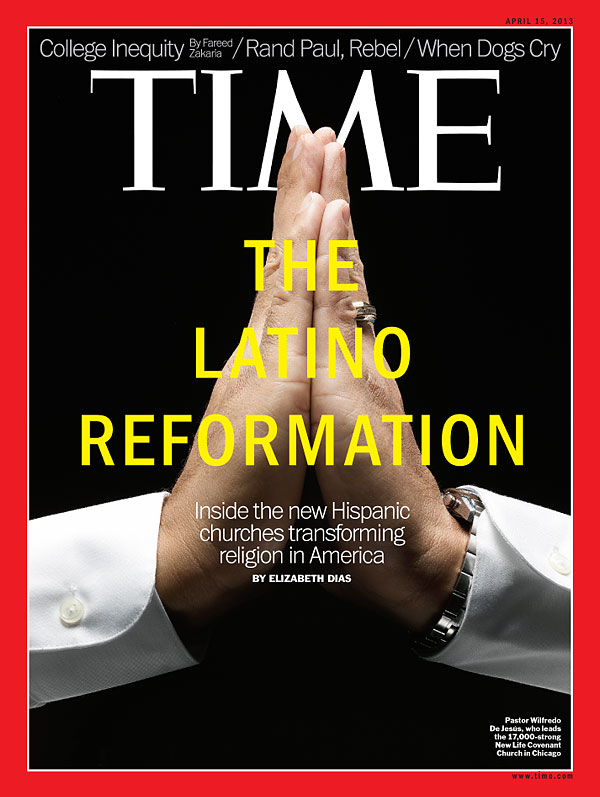 APRIL 15, 2013
College Inequity By Fareed Zakaria / Rand Paul, Rebel / When Dogs Cry
TIME
THE
LATINO
REFORMATION
Inside the new Hispanic
churches transforming
religion in America
BY ELIZABETH DIAS
Pastor Wilfredo
De Jesús, who leads
the 17,000-strong
New Life Covenant
Church in Chicago
www.time.com